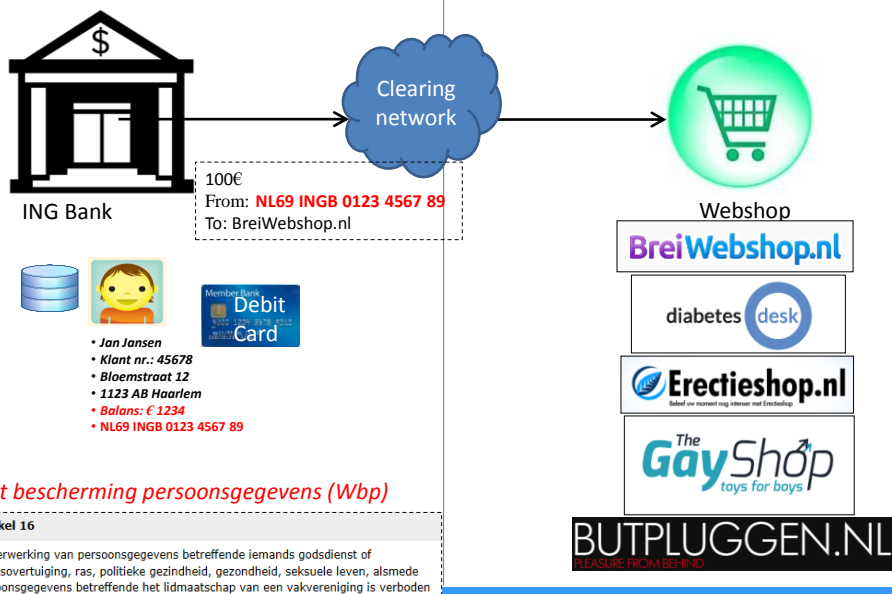 $
Clearing
network
100€
From: NL69 INGB 0123 4567 89
To: BreiWebshop.nl
ING Bank
Webshop
BreiWebshop.nl
Member Bank
Debit
Card
diabetes desk
• Jan Jansen
• Klant nr.: 45678
• Bloemstraat 12
• 1123 AB Haarlem
• Balans: € 1234
• NL69 INGB 0123 4567 89
Erectieshop.nl
Beleef uw moment nog intenser met Erectieshop
The
GayShop
toys for boys
t bescherming persoonsgegevens (Wbp)
kel 16
erwerking van persoonsgegevens betreffende iemands godsdienst of
sovertuiging, ras, politieke gezindheid, gezondheid, seksuele leven, alsmede
oonsgegevens betreffende het lidmaatschap van een vakvereniging is verboden
BUTPLUGGEN.NL
PLEASURE FROM BEHIND